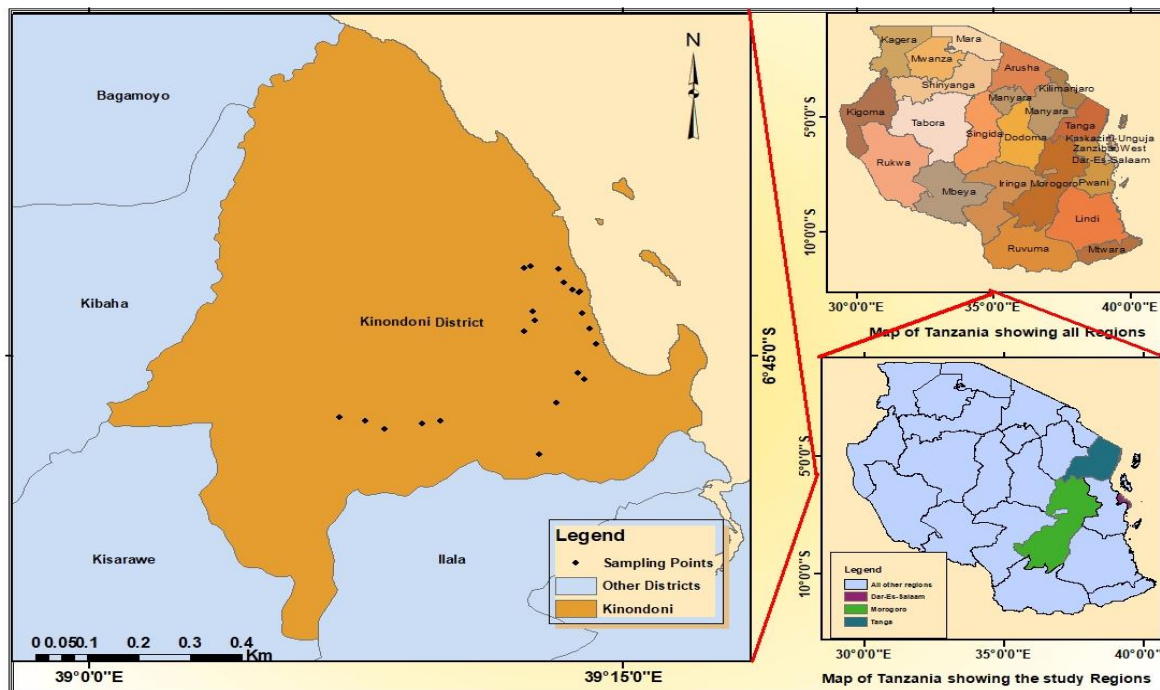 Bagamoyo
N
Kibaha
Kinondoni District
6°45'0"S
Kisarawe
Ilala
Legend
Sampling Points
Other Districts
Kinondoni
0 0.050.1 0.2 0.3 0.4
Km
39°0'0"E 39°15'0"E
Kagera
Mara
Mwanza
Arusha
Shinyanga
Kilimanjaro
Manyara
Kigoma
Tabora
Manyara
Singida
Dodoma
Tanga
Kaskazini-Unguja
Zanzibar West
Dar-Es-Salaam
Rukwa
Mbeya
Iringa
Morogoro
Pwani
Lindi
Ruvuma
Mtwara
5°0'0"S
10°0'0"S
30°0'0"E 35°0'0"E 40°0'0"E
Map of Tanzania showing all Regions
5°0'0"S
10°0'0"S
Legend
All other regions
Dar-Es-Salaam
Morogoro
Tanga
30°0'0"E 35°0'0"E 40°0'0"E
Map of Tanzania showing the study Regions